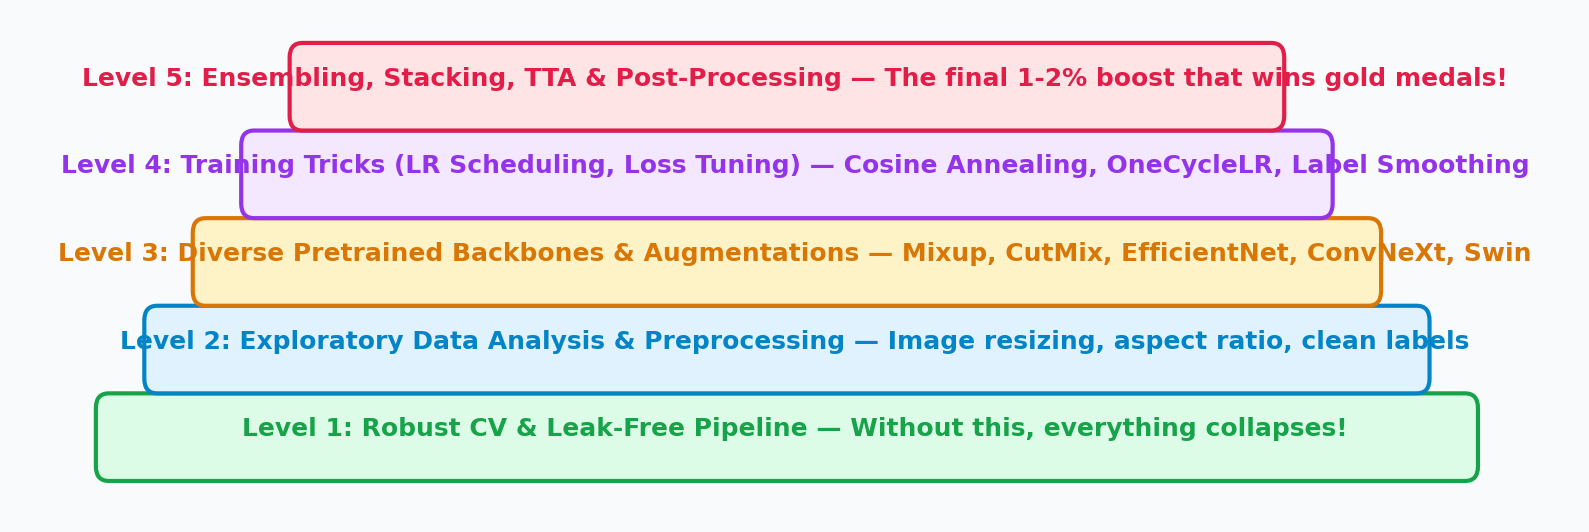 Level 5: Ensembling, Stacking, TTA & Post-Processing — The final 1-2% boost that wins gold medals!
Level 4: Training Tricks (LR Scheduling, Loss Tuning) — Cosine Annealing, OneCycleLR, Label Smoothing
Level 3: Diverse Pretrained Backbones & Augmentations — Mixup, CutMix, EfficientNet, ConvNeXt, Swin
Level 2: Exploratory Data Analysis & Preprocessing — Image resizing, aspect ratio, clean labels
Level 1: Robust CV & Leak-Free Pipeline — Without this, everything collapses!